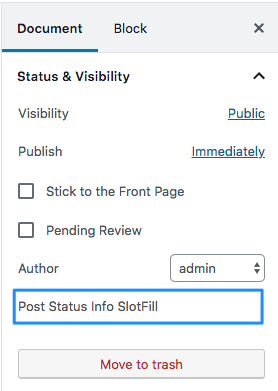 Document Block ×
Status & Visibility
Visibility Public
Publish Immediately
Stick to the Front Page
Pending Review
Author admin
Post Status Info SlotFill
Move to trash